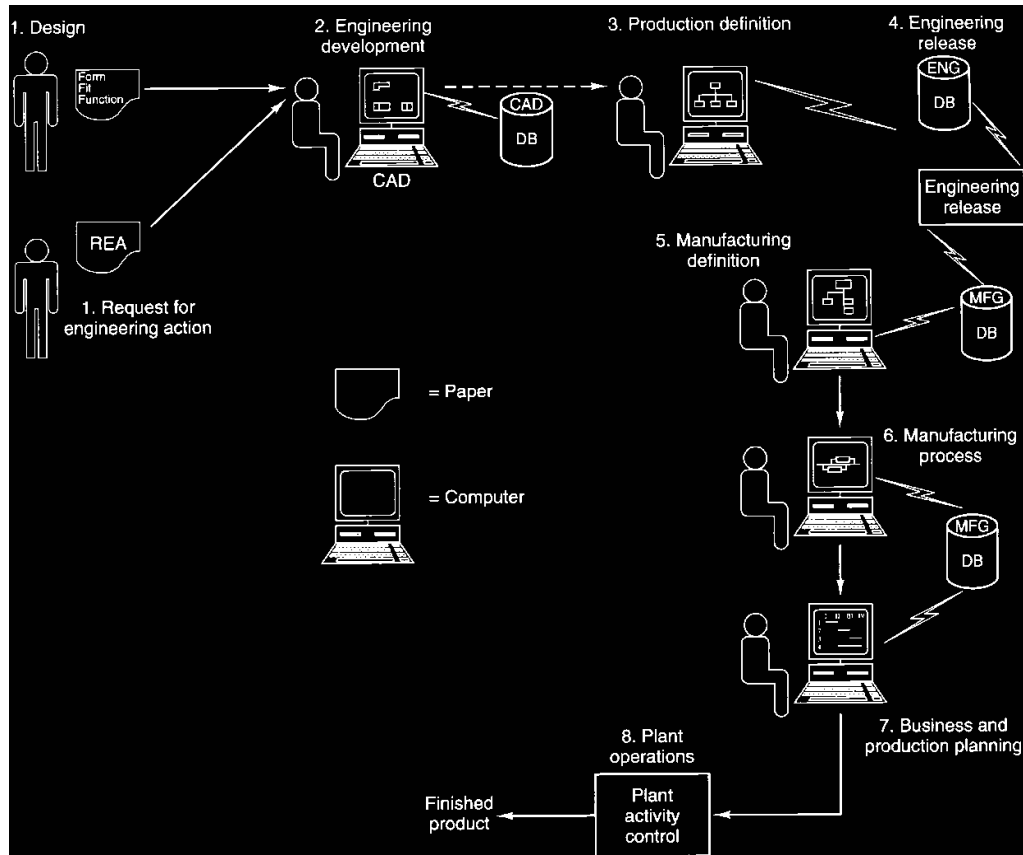 1. Design
Form
Fit
Function
2. Engineering
development
CAD
DB
CAD
3. Production definition
4. Engineering
release
ENG
DB
Engineering
release
REA
1. Request for
engineering action
5. Manufacturing
definition
MFG
DB
= Paper
= Computer
6. Manufacturing
process
MFG
DB
7. Business and
production planning
8. Plant
operations
Plant
activity
control
Finished
product